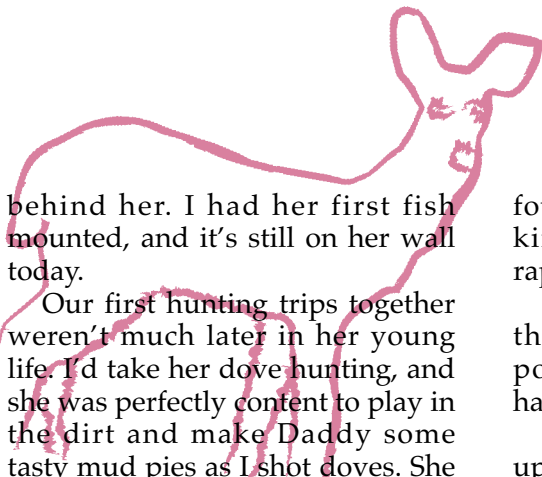 behind her. I had her first fish
mounted, and it's still on her wall
today.
Our first hunting trips together
weren't much later in her young
life. I'd take her dove hunting, and
she was perfectly content to play in
the dirt and make Daddy some
tasty mud pies as I shot doves. She